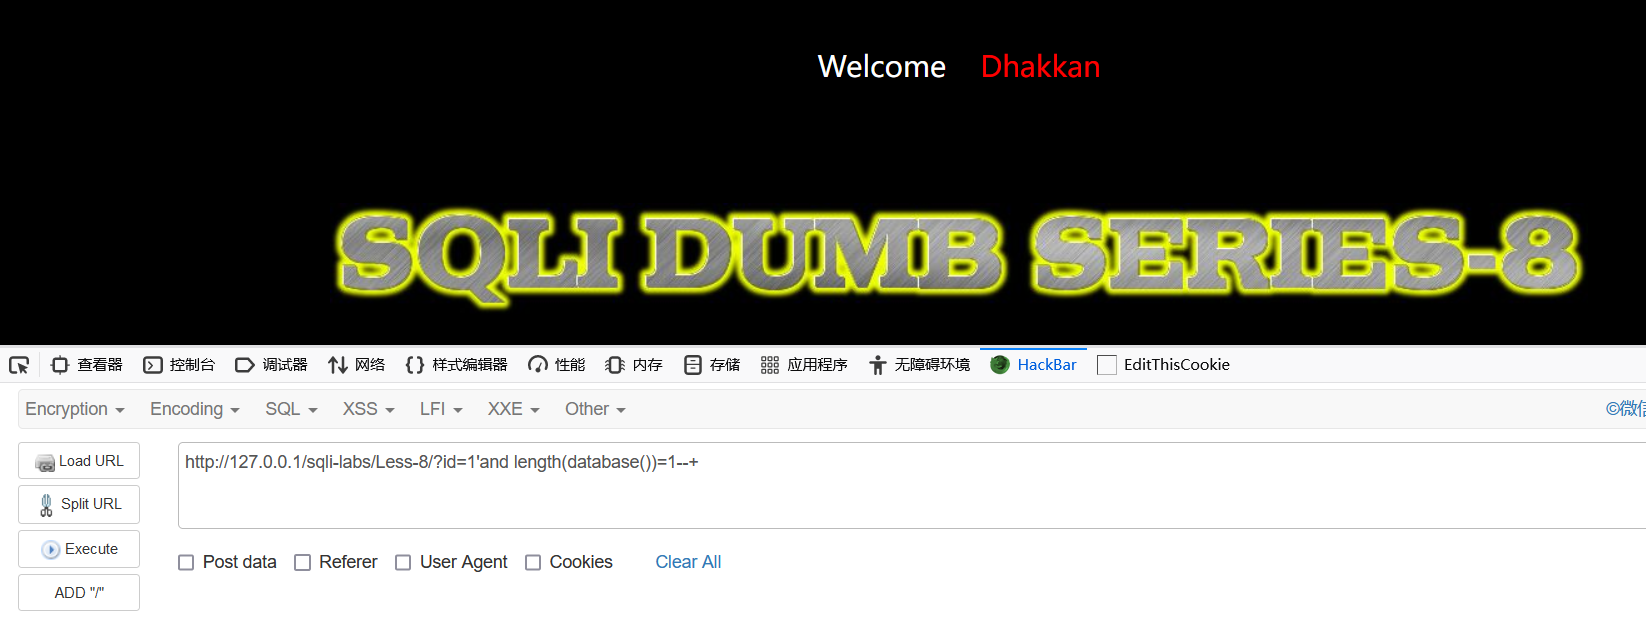 Welcome Dhakkan
SQLI DUMB SERIES-8
查看器 控制台 调试器 网络 样式编辑器 性能 内存 存储 应用程序 无障碍环境 HackBar EditThisCookie
Encryption Encoding SQL XSS LFI XXE Other ©微信
Load URL http://127.0.0.1/sqli-labs/Less-8/?id=1'and length(database())=1--+
Split URL
Execute Post data Referer User Agent Cookies Clear All
ADD "/"